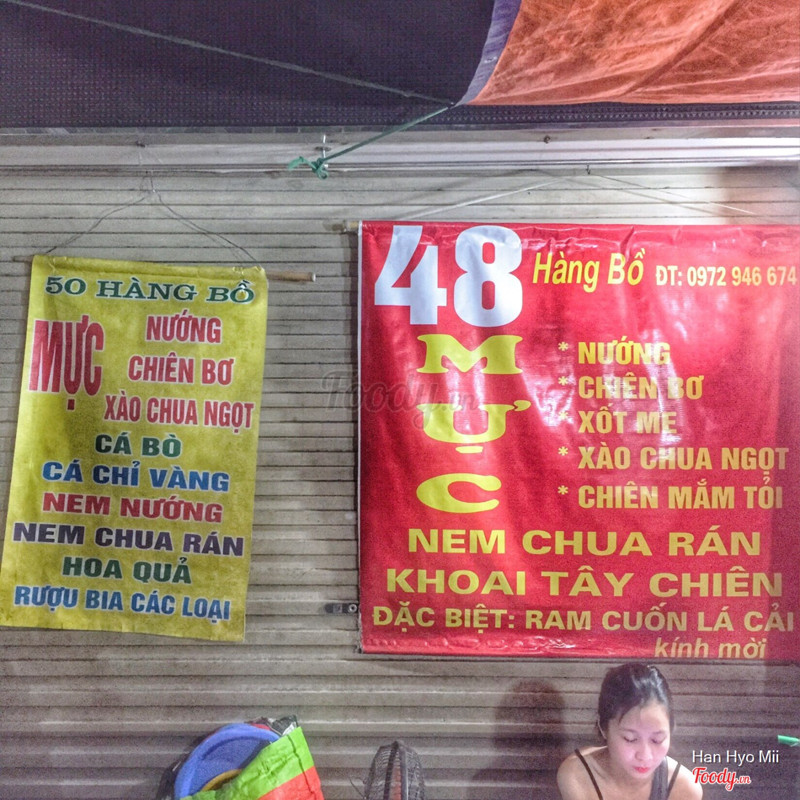 50 HÀNG BỒ
MỰC
NƯỚNG
CHIÊN BƠ
XÀO CHUA NGỌT
CÁ BÒ
CÁ CHỈ VÀNG
NEM NƯỚNG
NEM CHUA RÁN
HOA QUẢ
RƯỢU BIA CÁC LOẠI
48 Hàng Bồ ĐT: 0972 946 674
MỰC
* NƯỚNG
* CHIÊN BƠ
* XỐT ME
* XÀO CHUA NGỌT
* CHIÊN MẮM TỎI
NEM CHUA RÁN
KHOAI TÂY CHIÊN
ĐẶC BIỆT: RAM CUỐN LÁ CẢI
kính mời
Foody.vn
Han Hyo Mii
Foody.vn